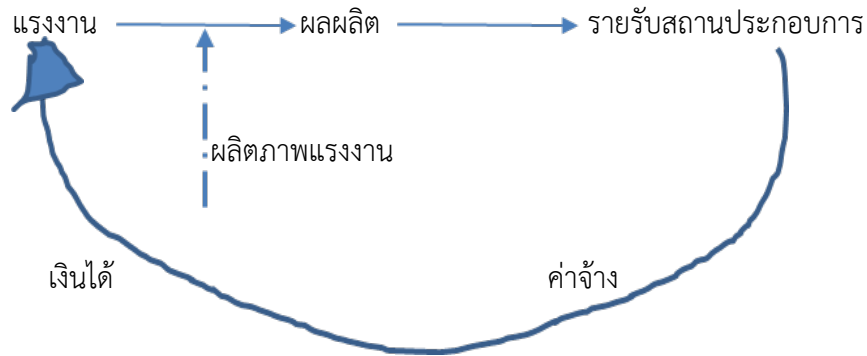 แรงงาน ผลผลิต รายรับสถานประกอบการ
ผลิตภาพแรงงาน
เงินได้ ค่าจ้าง